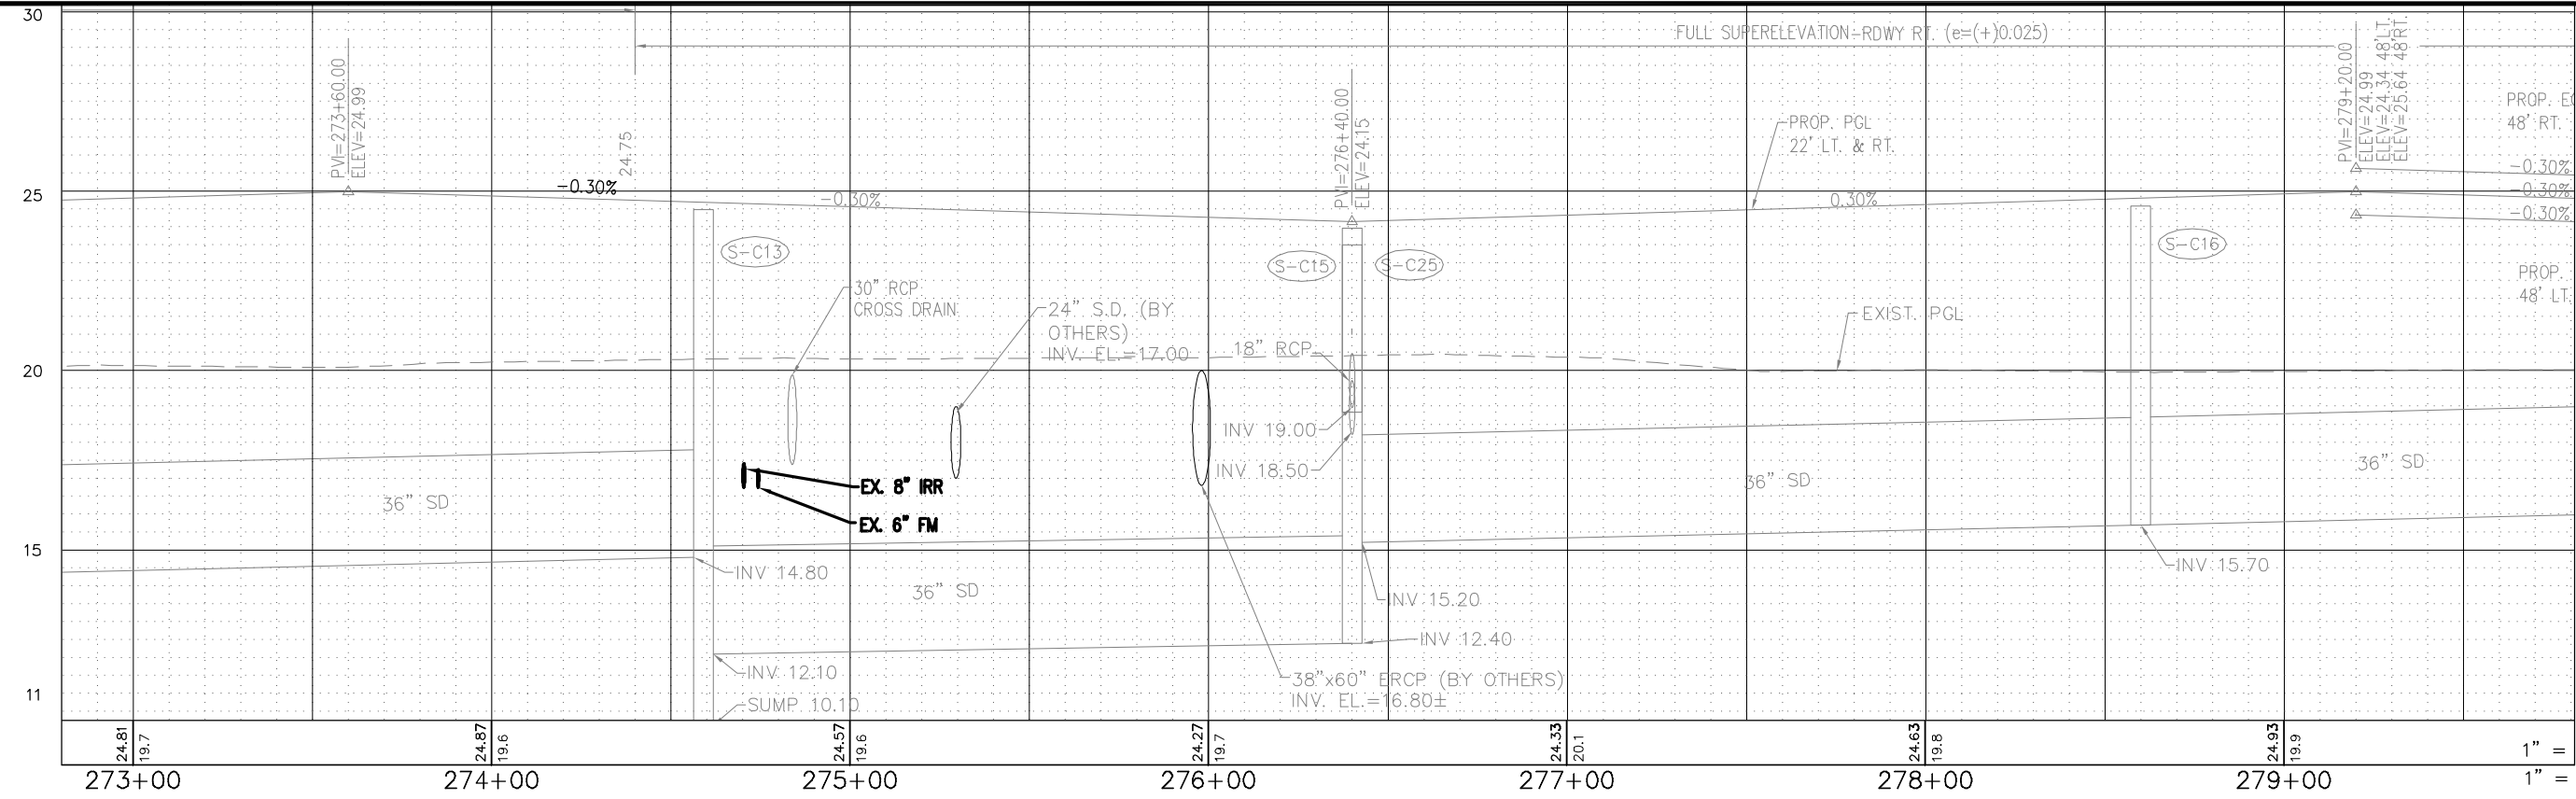 30
25
20
15
11
FULL SUPERELEVATION-RDWY RT. (e=(+)0.025)
PVI=273+60.00
ELEV=24.99
24.75
-0.30%
-0.30%
PVI=276+40.00
ELEV=24.15
PROP. PGL
22' LT. & RT.
0.30%
PVI=279+20.00
ELEV=24.99
ELEV=24.34 48'LT.
ELEV=25.64 48'RT.
48' RT.
-0.30%
-0.30%
-0.30%
PROP.
48' LT.
S-C13
S-C15
S-C25
S-C16
30" RCP
CROSS DRAIN
24" S.D. (BY
OTHERS)
INV. EL.=17.00
18" RCP
EXIST. PGL
INV 19.00
INV 18.50
36" SD
EX. 8" IRR
EX. 6" FM
36" SD
36" SD
36" SD
INV 14.80
INV 15.20
INV 15.70
INV 12.40
INV 12.10
SUMP 10.10
38"x60" ERCP (BY OTHERS)
INV. EL.=16.80±
24.81
19.7
24.87
19.6
24.57
19.6
24.27
19.7
24.33
20.1
24.63
19.8
24.93
19.9
1" =
1" =
273+00
274+00
275+00
276+00
277+00
278+00
279+00